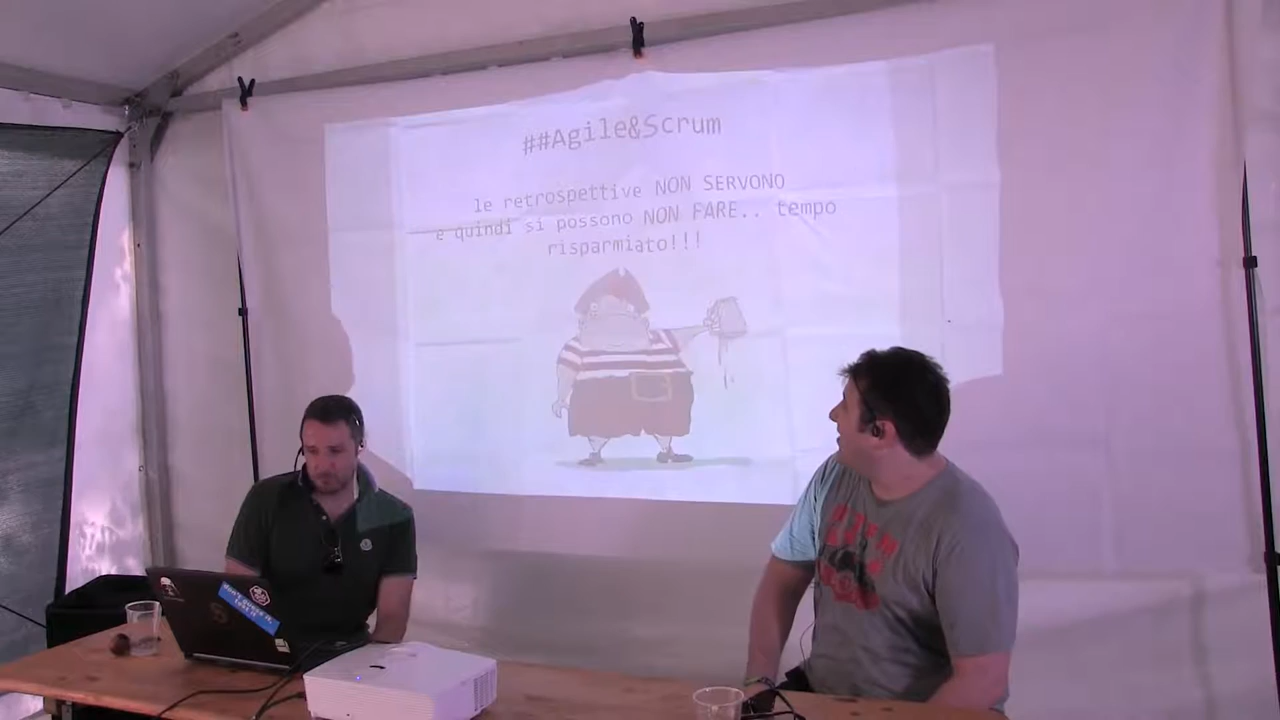 ##Agile&Scrum
le retrospettive NON SERVONO
e quindi si possono NON FARE.. tempo
risparmiato!!!